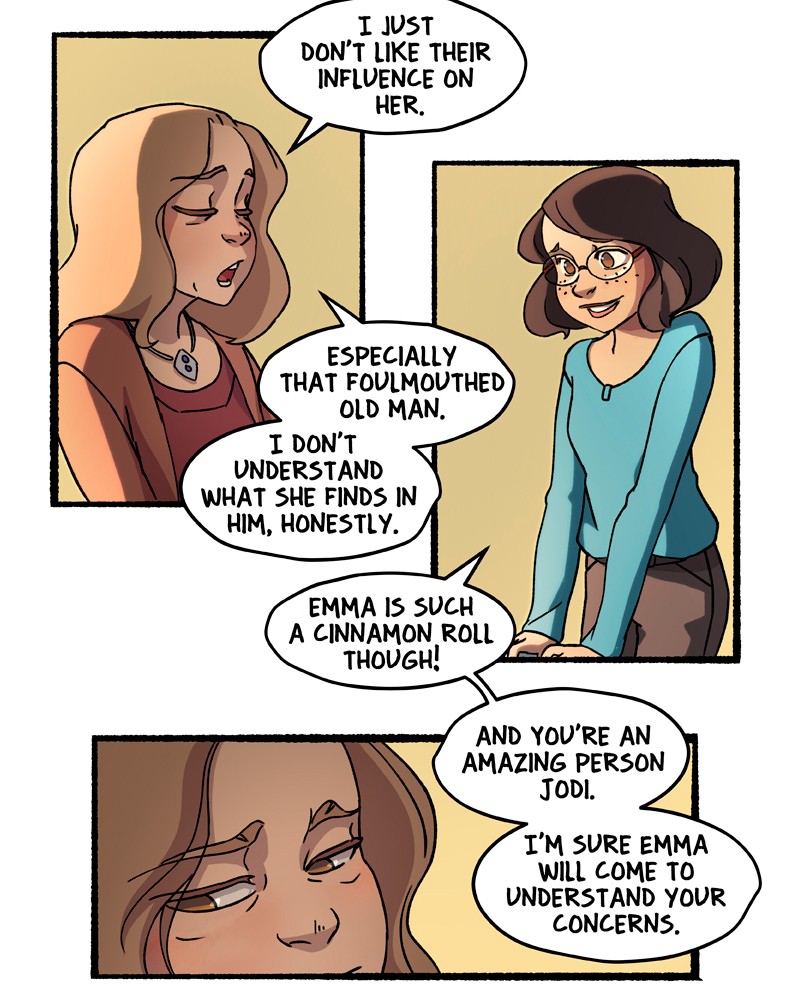 I JUST
DON'T LIKE THEIR
INFLUENCE ON
HER.
ESPECIALLY
THAT FOULMOUTHED
OLD MAN.
I DON'T
UNDERSTAND
WHAT SHE FINDS IN
HIM, HONESTLY.
EMMA IS SUCH
A CINNAMON ROLL
THOUGH!
AND YOU'RE AN
AMAZING PERSON
JODI.
I'M SURE EMMA
WILL COME TO
UNDERSTAND YOUR
CONCERNS.